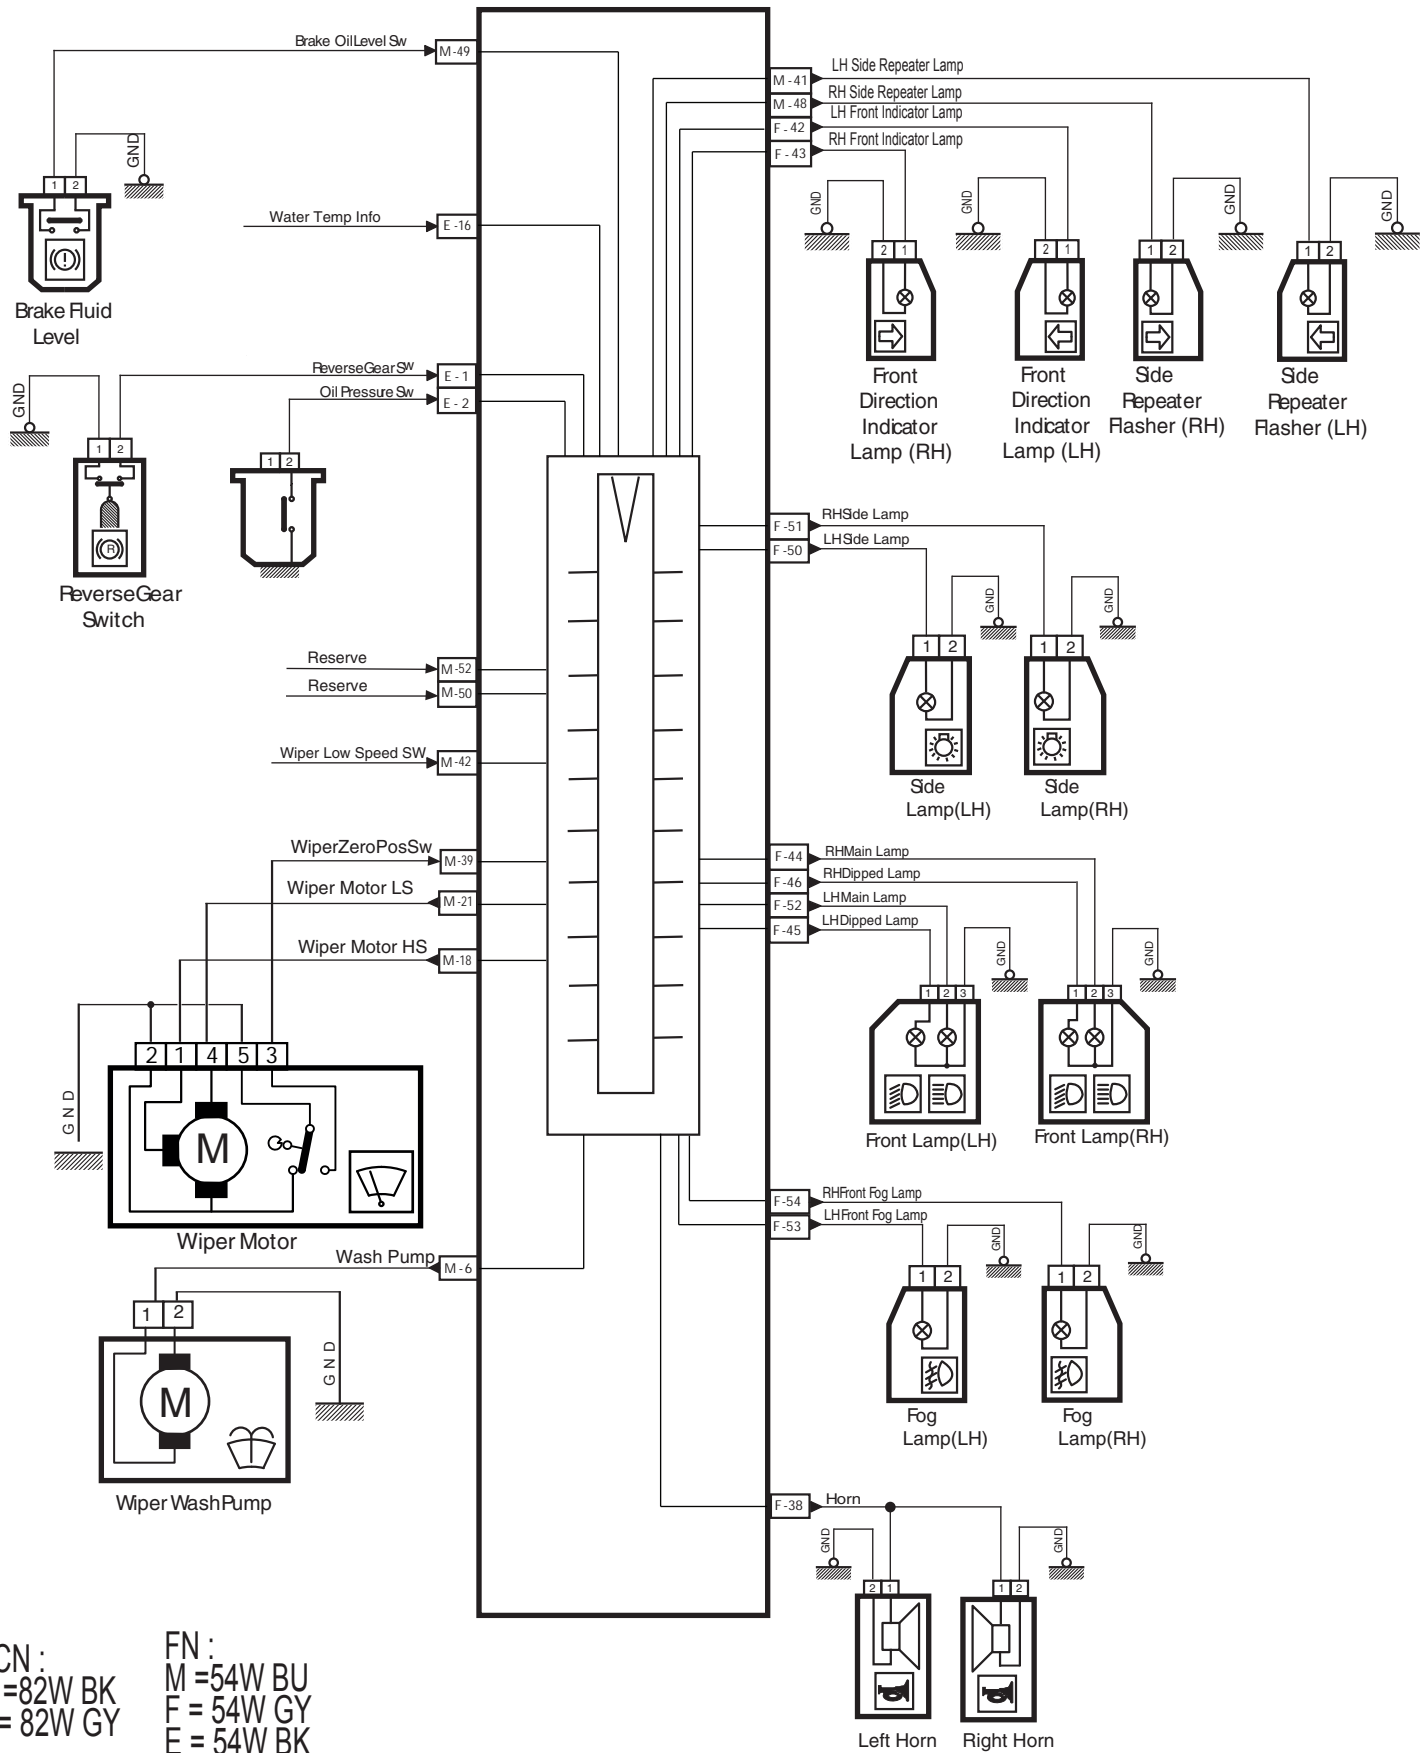 Brake OilLevel Sw
M-49
GND
1 2
Brake Fluid
Level
Water Temp Info
E-16
ReverseGearSw
E-1
Oil Pressure Sw
E-2
GND
1 2
R
ReverseGear
Switch
1 2
Reserve
M-52
Reserve
M-50
Wiper Low Speed SW
M-42
WiperZeroPosSw
M-39
Wiper Motor LS
M-21
Wiper Motor HS
M-18
GND
2 1 4 5 3
M
Wiper Motor
Wash Pump
M-6
1 2
GND
M
Wiper WashPump
M-41
LH Side Repeater Lamp
M-48
RH Side Repeater Lamp
F-42
LH Front Indicator Lamp
F-43
RH Front Indicator Lamp
GND
2 1
Front
Direction
Indicator
Lamp (RH)
GND
2 1
Front
Direction
Indicator
Lamp (LH)
GND
1 2
Side
Repeater
Flasher (RH)
GND
1 2
Side
Repeater
Flasher (LH)
F-51
RHSide Lamp
F-50
LHSide Lamp
GND
1 2
Side
Lamp(LH)
GND
1 2
Side
Lamp(RH)
F-44
RHMain Lamp
F-46
RHDipped Lamp
F-52
LHMain Lamp
F-45
LHDipped Lamp
GND
1 2 3
Front Lamp(LH)
GND
1 2 3
Front Lamp(RH)
F-54
RHFront Fog Lamp
F-53
LHFront Fog Lamp
GND
1 2
Fog
Lamp(LH)
GND
1 2
Fog
Lamp(RH)
F-38
Horn
GND
2 1
Left Horn
GND
1 2
Right Horn
CN :
=82W BK
= 82W GY
FN :
M =54W BU
F = 54W GY
E = 54W BK